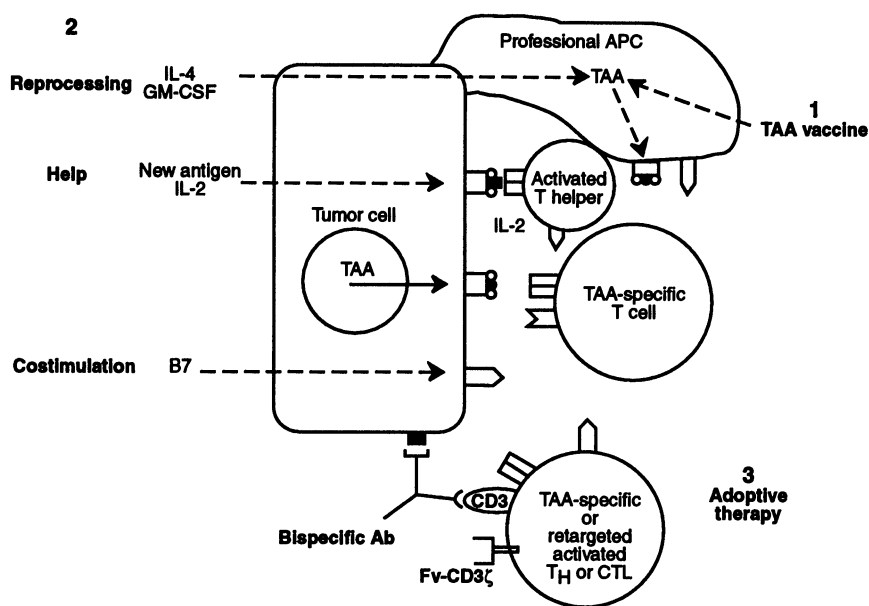 2
Professional APC
Reprocessing
IL-4
GM-CSF
TAA
1
TAA vaccine
Help
New antigen
IL-2
Activated
T helper
IL-2
Tumor cell
TAA
TAA-specific
T cell
Costimulation
B7
CD3
TAA-specific
or
retargeted
activated
TH or CTL
3
Adoptive
therapy
Bispecific Ab
Fv-CD3ζ